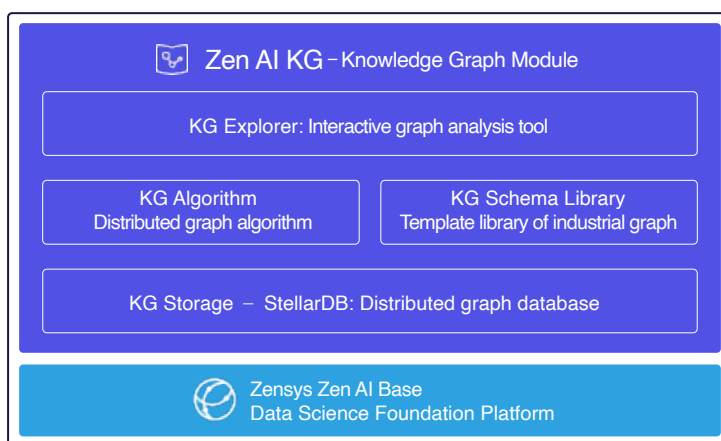 Zen AI KG – Knowledge Graph Module
KG Explorer: Interactive graph analysis tool
KG Algorithm
Distributed graph algorithm
KG Schema Library
Template library of industrial graph
KG Storage – StellarDB: Distributed graph database
Zensys Zen AI Base
Data Science Foundation Platform